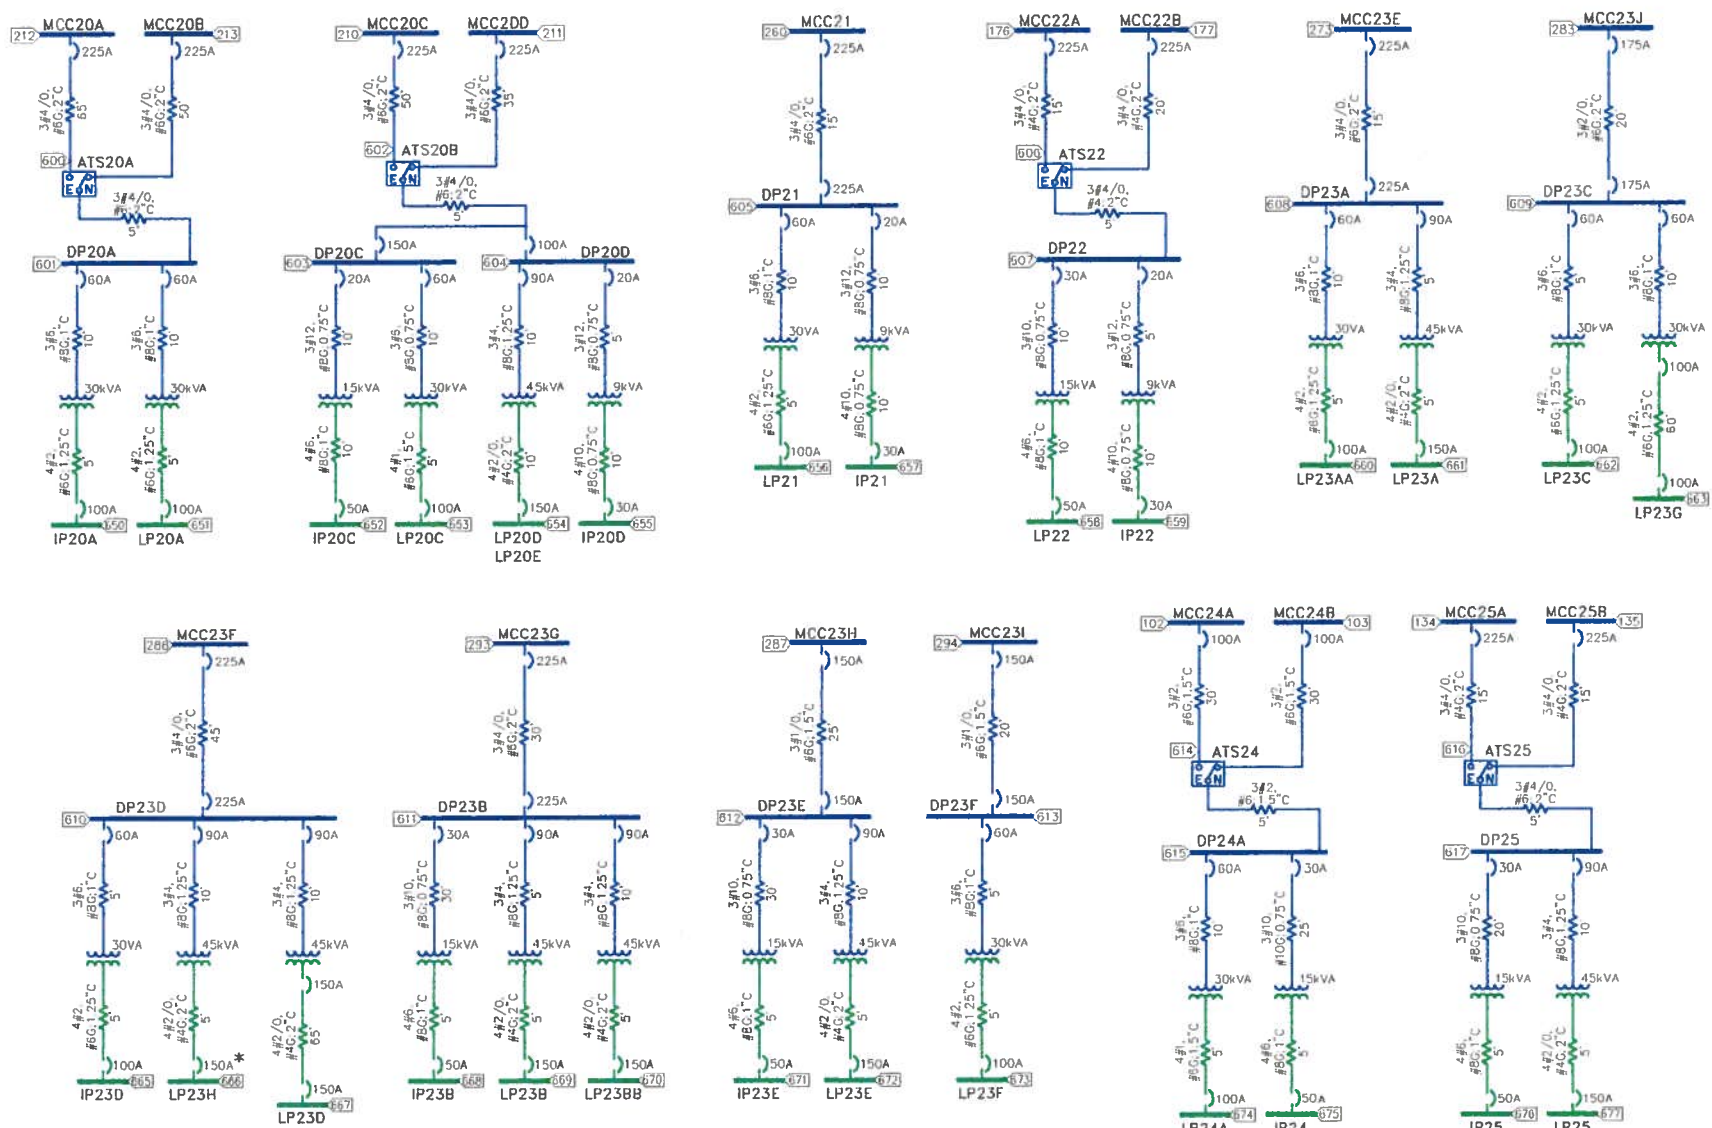 MCC20A
MCC20B
212
213
225A
225A
3#4/0,
#6G;2"C
65'
3#4/0,
#6G;2"C
50'
600
ATS20A
E N
3#4/0,
#6;2"C
5'
DP20A
601
60A
60A
3#6,
#8G;1"C
10'
3#6,
#8G;1"C
10'
30kVA
30kVA
4#2,
#6G;1.25"C
5'
4#2,
#6G;1.25"C
5'
100A
100A
650
651
IP20A
LP20A
MCC20C
MCC2DD
210
211
225A
225A
3#4/0,
#6G;2"C
50'
3#4/0,
#6G;2"C
35'
602
ATS20B
E N
3#4/0,
#6;2"C
5'
150A
100A
603
DP20C
604
DP20D
20A
60A
90A
20A
3#12,
#8G;0.75"C
10'
3#6,
#8G;0.75"C
10'
3#4,
#8G;1.25"C
10'
3#12,
#8G;0.75"C
5'
15kVA
30kVA
45kVA
9kVA
4#6,
#8G;1"C
10'
4#1,
#6G;1.5"C
5'
4#2/0,
#4G;2"C
10'
4#10,
#8G;0.75"C
10'
50A
100A
150A
30A
652
653
654
655
IP20C
LP20C
LP20D
IP20D
LP20E
MCC21
260
225A
3#4/0,
#6G;2"C
15'
225A
DP21
605
60A
20A
3#6,
#8G;1"C
10'
3#12,
#8G;0.75"C
10'
30VA
9kVA
4#2,
#6G;1.25"C
5'
4#10,
#8G;0.75"C
10'
100A
30A
656
657
LP21
IP21
MCC22A
MCC22B
176
177
225A
225A
3#4/0,
#4G;2"C
15'
3#4/0,
#4G;2"C
20'
ATS22
E N
3#4/0,
#4;2"C
5'
DP22
607
30A
20A
3#10,
#8G;0.75"C
10'
3#12,
#8G;0.75"C
5'
15kVA
9kVA
4#6,
#8G;1"C
10'
4#10,
#8G;0.75"C
10'
50A
30A
658
659
LP22
IP22
MCC23E
273
225A
3#4/0,
#6G;2"C
15'
225A
DP23A
608
60A
90A
3#6,
#8G;1"C
10'
3#4,
#8G;1.25"C
5'
30VA
45kVA
4#2,
#8G;1.25"C
5'
4#2/0,
#4G;2"C
5'
100A
150A
660
661
LP23AA
LP23A
MCC23J
283
175A
3#2/0,
#6G;2"C
20'
175A
DP23C
609
60A
60A
3#6,
#8G;1"C
5'
3#6,
#8G;1"C
10'
30kVA
30kVA
100A
4#2,
#6G;1.25"C
5'
4#2,
#6G;1.25"C
60'
100A
100A
662
663
LP23C
LP23G
MCC23F
286
225A
3#4/0,
#6G;2"C
45'
225A
DP23D
610
60A
90A
90A
3#6,
#8G;1"C
5'
3#4,
#8G;1.25"C
10'
3#4,
#8G;1.25"C
10'
30VA
45kVA
45kVA
150A
4#2,
#6G;1.25"C
5'
4#2/0,
#4G;2"C
5'
4#2/0,
#4G;2"C
65'
100A
150A*
150A
665
666
667
IP23D
LP23H
LP23D
MCC23G
293
225A
3#4/0,
#6G;2"C
30'
225A
DP23B
611
30A
90A
90A
3#10,
#8G;0.75"C
30'
3#4,
#8G;1.25"C
5'
3#4,
#8G;1.25"C
10'
15kVA
45kVA
45kVA
4#6,
#8G;1"C
5'
4#2/0,
#4G;2"C
5'
4#2/0,
#4G;2"C
5'
50A
150A
150A
668
669
670
IP23B
LP23B
LP23BB
MCC23H
287
150A
3#1/0,
#6G;1.5"C
25'
150A
DP23E
612
30A
90A
3#10,
#8G;0.75"C
30'
3#4,
#8G;1.25"C
10'
15kVA
45kVA
4#6,
#8G;1"C
5'
4#2/0,
#4G;2"C
5'
50A
150A
671
672
IP23E
LP23E
MCC23I
294
150A
3#1/0,
#6G;1.5"C
20'
150A
DP23F
613
60A
3#6,
#8G;1"C
5'
30kVA
4#2,
#6G;1.25"C
5'
100A
673
LP23F
MCC24A
MCC24B
102
103
100A
100A
3#2,
#6G;1.5"C
30'
3#2,
#6G;1.5"C
30'
614
ATS24
E N
3#2,
#6;1.5"C
5'
DP24A
615
60A
30A
3#6,
#8G;1"C
10'
3#10,
#10G;0.75"C
25'
30kVA
15kVA
4#1,
#6G;1.5"C
5'
4#6,
#8G;1"C
5'
100A
50A
674
675
LP24A
IP24
MCC25A
MCC25B
134
135
225A
225A
3#4/0,
#4G;2"C
15'
3#4/0,
#4G;2"C
15'
616
ATS25
E N
3#4/0,
#6;2"C
5'
DP25
617
30A
90A
3#10,
#8G;0.75"C
20'
3#4,
#8G;1.25"C
10'
15kVA
45kVA
4#6,
#8G;1"C
5'
4#2/0,
#4G;2"C
5'
50A
150A
676
677
IP25
LP25